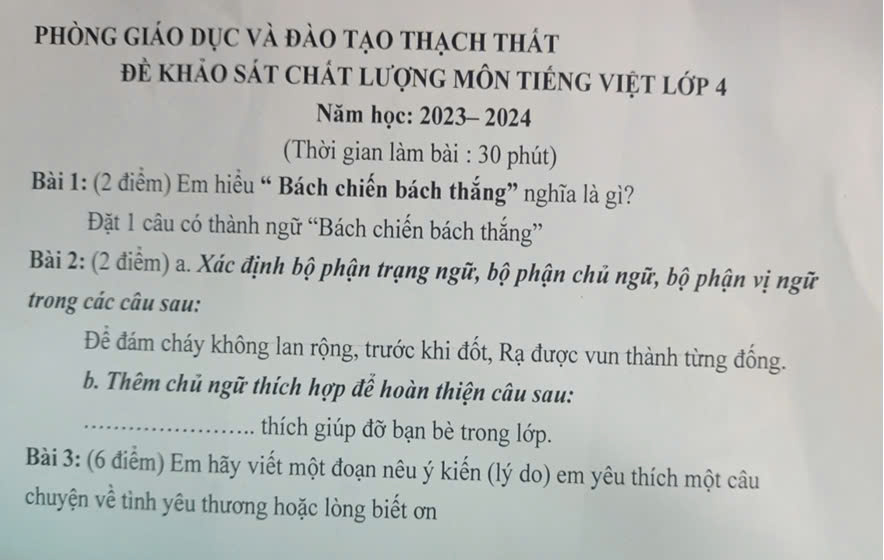 PHÒNG GIÁO DỤC VÀ ĐÀO TẠO THẠCH THẤT
ĐỀ KHẢO SÁT CHẤT LƯỢNG MÔN TIẾNG VIỆT LỚP 4
Năm học: 2023– 2024
(Thời gian làm bài : 30 phút)
Bài 1: (2 điểm) Em hiểu “ Bách chiến bách thắng” nghĩa là gì?
Đặt 1 câu có thành ngữ “Bách chiến bách thắng”
Bài 2: (2 điểm) a. Xác định bộ phận trạng ngữ, bộ phận chủ ngữ, bộ phận vị ngữ
trong các câu sau:
Để đám cháy không lan rộng, trước khi đốt, Rạ được vun thành từng đống.
b. Thêm chủ ngữ thích hợp để hoàn thiện câu sau:
........................ thích giúp đỡ bạn bè trong lớp.
Bài 3: (6 điểm) Em hãy viết một đoạn nêu ý kiến (lý do) em yêu thích một câu
chuyện về tình yêu thương hoặc lòng biết ơn